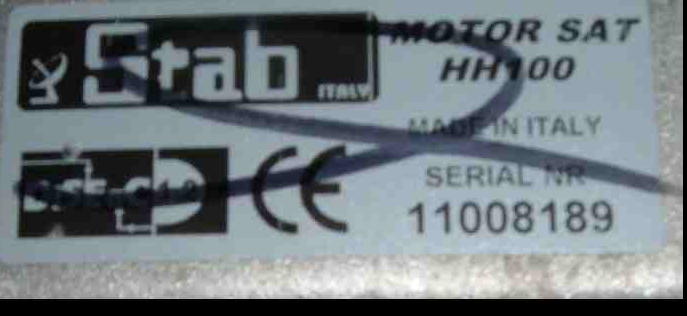 Stab ITALY
MOTOR SAT
HH100
MADE IN ITALY
SERIAL NR
11008189
CE